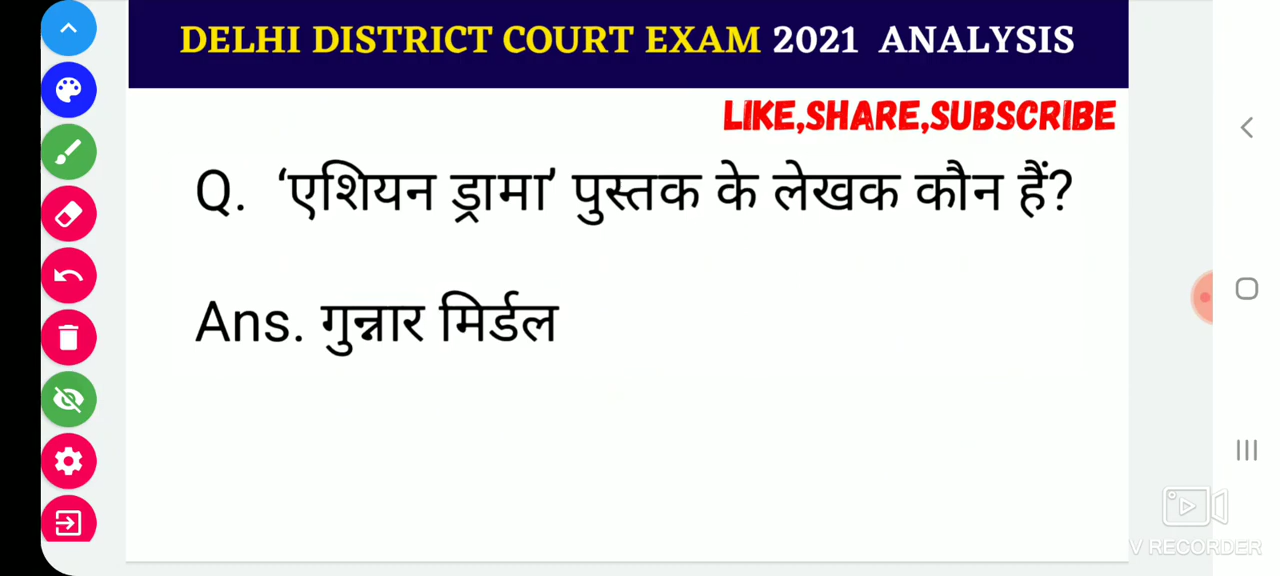 DELHI DISTRICT COURT EXAM 2021 ANALYSIS
LIKE,SHARE,SUBSCRIBE
Q. ‘एशियन ड्रामा’ पुस्तक के लेखक कौन हैं?
Ans. गुन्नार मिर्डल
V RECORDER